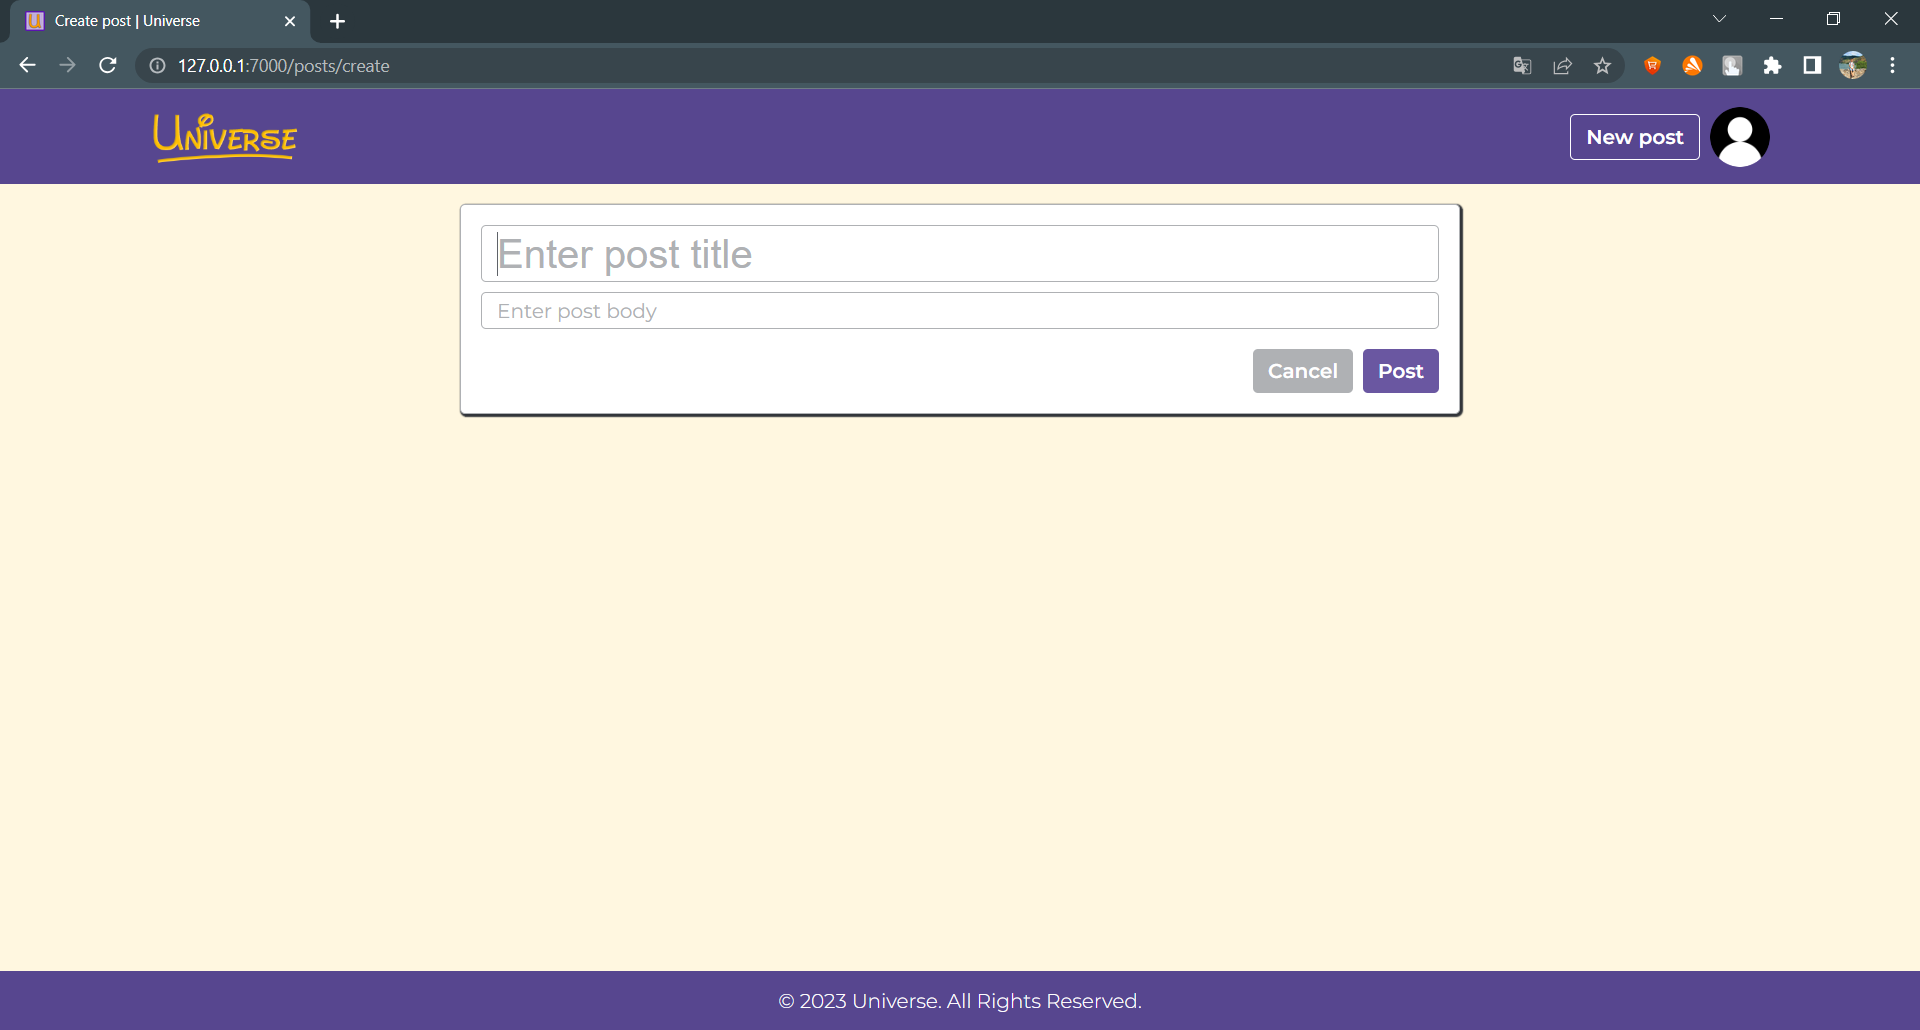 Create post | Universe
127.0.0.1:7000/posts/create
UNIVERSE
New post
Enter post title
Enter post body
Cancel
Post
© 2023 Universe. All Rights Reserved.